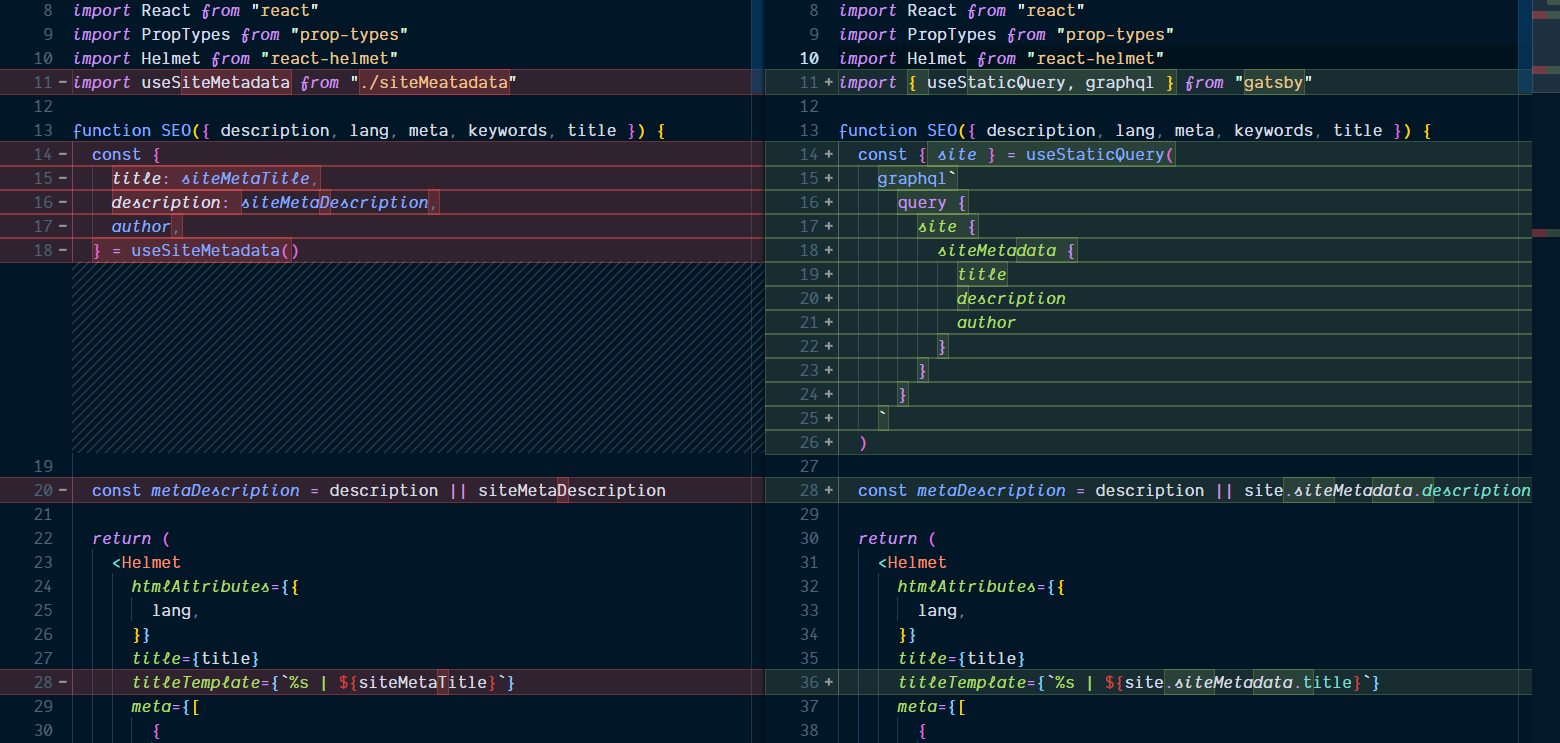 8 import React from "react"
9 import PropTypes from "prop-types"
10 import Helmet from "react-helmet"
11 - import useSiteMetadata from "./siteMeatadata"
12
13 function SEO({ description, lang, meta, keywords, title }) {
14 - const {
15 - title: siteMetaTitle,
16 - description: siteMetaDescription,
17 - author,
18 - } = useSiteMetadata()
19
20 - const metaDescription = description || siteMetaDescription
21
22 return (
23 <Helmet
24 htmlAttributes={{
25 lang,
26 }}
27 title={title}
28 - titleTemplate={`%s | ${siteMetaTitle}`}
29 meta={[
30 {
8 import React from "react"
9 import PropTypes from "prop-types"
10 import Helmet from "react-helmet"
11 + import { useStaticQuery, graphql } from "gatsby"
12
13 function SEO({ description, lang, meta, keywords, title }) {
14 + const { site } = useStaticQuery(
15 + graphql`
16 + query {
17 + site {
18 + siteMetadata {
19 + title
20 + description
21 + author
22 + }
23 + }
24 + }
25 + `
26 + )
27
28 + const metaDescription = description || site.siteMetadata.description
29
30 return (
31 <Helmet
32 htmlAttributes={{
33 lang,
34 }}
35 title={title}
36 + titleTemplate={`%s | ${site.siteMetadata.title}`}
37 meta={[
38 {